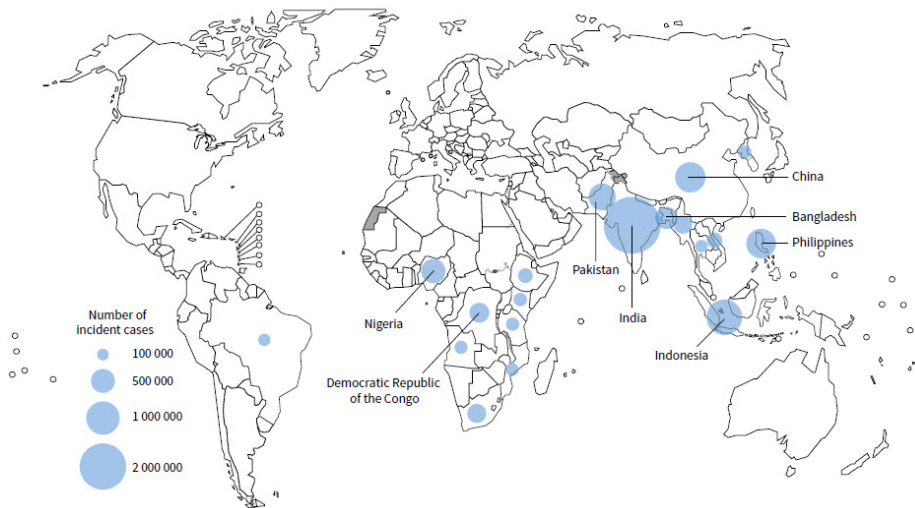 China
Bangladesh
Philippines
Pakistan
India
Nigeria
Indonesia
Democratic Republic
of the Congo
Number of
incident cases
100 000
500 000
1 000 000
2 000 000